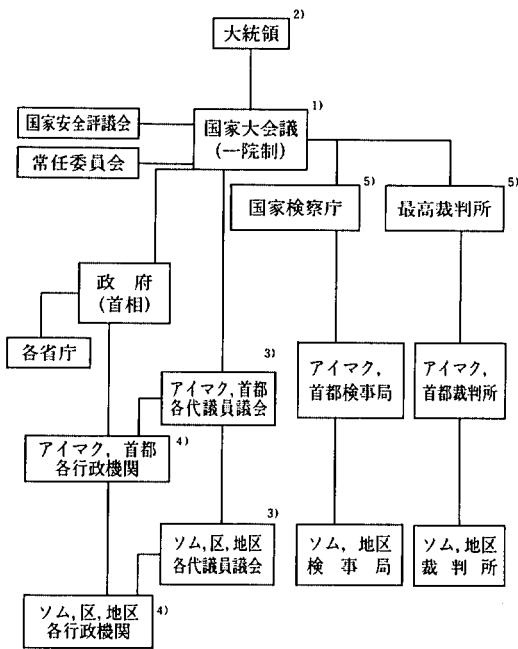 2)
大統領
1)
国家大会議
(一院制)
国家安全評議会
常任委員会
5)
国家検察庁
5)
最高裁判所
政 府
(首相)
各省庁
3)
アイマク,首都
各代議員議会
アイマク,
首都検事局
アイマク,
首都裁判所
4)
アイマク, 首都
各行政機関
3)
ソム,区,地区
各代議員議会
ソム, 地区
検 事 局
ソム,地区
裁 判 所
4)
ソム,区,地区
各行政機関